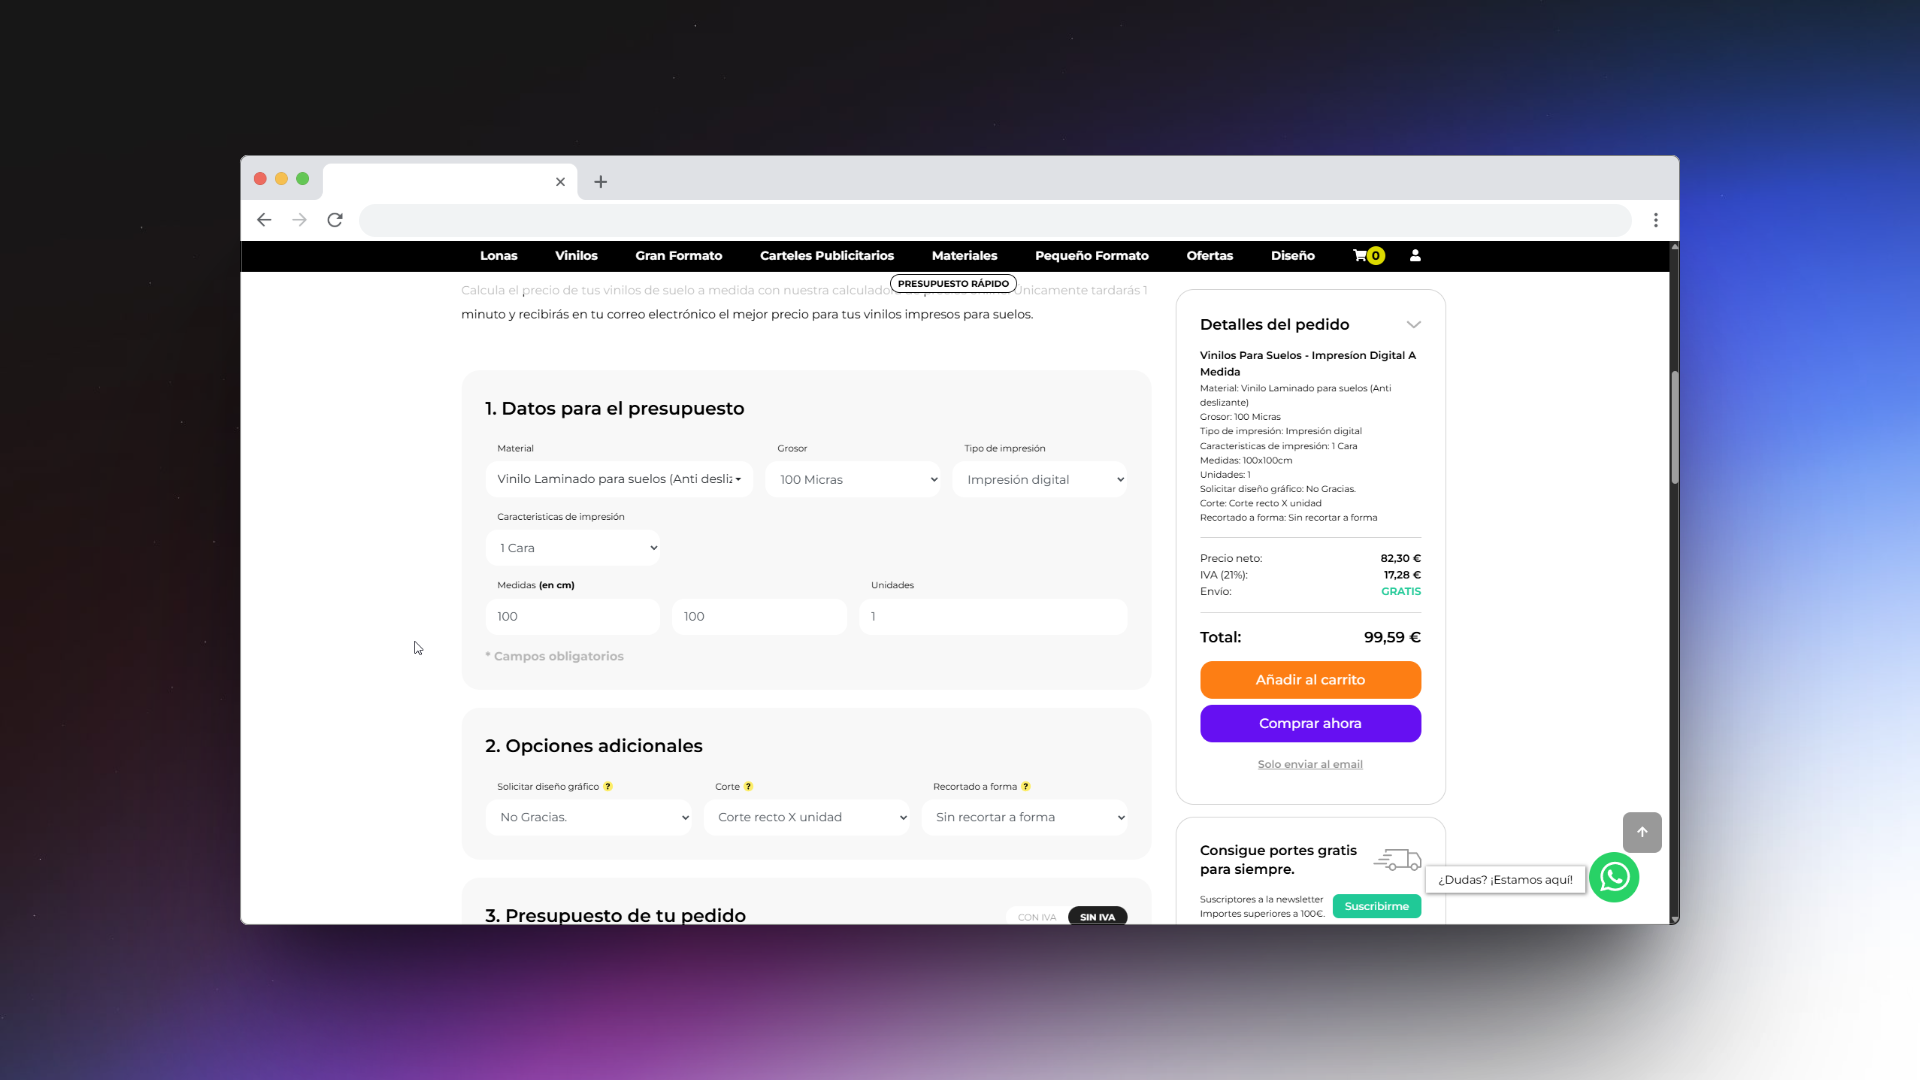 Lonas
Vinilos
Gran Formato
Carteles Publicitarios
Materiales
Pequeño Formato
Ofertas
Diseño
0
PRESUPUESTO RÁPIDO
Calcula el precio de tus vinilos de suelo a medida con nuestra calculadora Unicamente tardarás 1
minuto y recibirás en tu correo electrónico el mejor precio para tus vinilos impresos para suelos.
1. Datos para el presupuesto
Material
Grosor
Tipo de impresión
Vinilo Laminado para suelos (Anti desliz
100 Micras
Impresión digital
Características de impresión
1 Cara
Medidas (en cm)
Unidades
100
100
1
* Campos obligatorios
2. Opciones adicionales
Solicitar diseño gráfico ?
Corte ?
Recortado a forma ?
No Gracias.
Corte recto X unidad
Sin recortar a forma
3. Presupuesto de tu pedido
CON IVA
SIN IVA
Detalles del pedido
Vinilos Para Suelos - Impresíon Digital A
Medida
Material: Vinilo Laminado para suelos (Anti
deslizante)
Grosor: 100 Micras
Tipo de impresión: Impresión digital
Características de impresión: 1 Cara
Medidas: 100x100cm
Unidades: 1
Solicitar diseño gráfico: No Gracias.
Corte: Corte recto X unidad
Recortado a forma: Sin recortar a forma
Precio neto: 82,30 €
IVA (21%): 17,28 €
Envío: GRATIS
Total: 99,59 €
Añadir al carrito
Comprar ahora
Solo enviar al email
Consigue portes gratis
para siempre.
Suscriptores a la newsletter
Importes superiores a 100€.
Suscribirme
¿Dudas? ¡Estamos aquí!